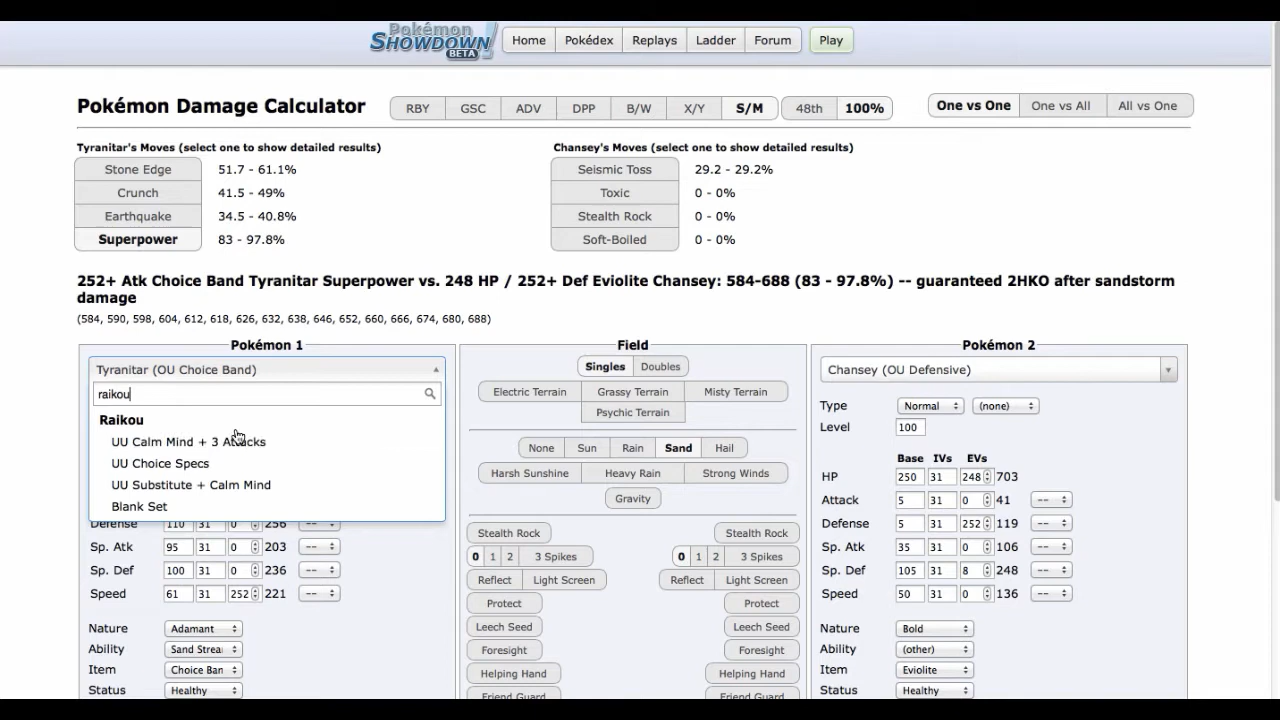 Pokémon SHOWDOWN! BETA
Home Pokédex Replays Ladder Forum Play
Pokémon Damage Calculator RBY GSC ADV DPP B/W X/Y S/M 48th 100% One vs One One vs All All vs One
Tyranitar's Moves (select one to show detailed results) Chansey's Moves (select one to show detailed results)
Stone Edge 51.7 - 61.1% Seismic Toss 29.2 - 29.2%
Crunch 41.5 - 49% Toxic 0 - 0%
Earthquake 34.5 - 40.8% Stealth Rock 0 - 0%
Superpower 83 - 97.8% Soft-Boiled 0 - 0%
252+ Atk Choice Band Tyranitar Superpower vs. 248 HP / 252+ Def Eviolite Chansey: 584-688 (83 - 97.8%) -- guaranteed 2HKO after sandstorm
damage
(584, 590, 598, 604, 612, 618, 626, 632, 638, 646, 652, 660, 666, 674, 680, 688)
Pokémon 1
Tyranitar (OU Choice Band)
raikou
Raikou
UU Calm Mind + 3 Attacks
UU Choice Specs
UU Substitute + Calm Mind
Blank Set
Defense 110 31 0 256 --
Sp. Atk 95 31 0 203 --
Sp. Def 100 31 0 236 --
Speed 61 31 252 221 --
Nature Adamant
Ability Sand Strea
Item Choice Ban
Status Healthy
Field
Singles Doubles
Electric Terrain Grassy Terrain Misty Terrain
Psychic Terrain
None Sun Rain Sand Hail
Harsh Sunshine Heavy Rain Strong Winds
Gravity
Stealth Rock Stealth Rock
0 1 2 3 Spikes 0 1 2 3 Spikes
Reflect Light Screen Reflect Light Screen
Protect Protect
Leech Seed Leech Seed
Foresight Foresight
Helping Hand Helping Hand
Friend Guard Friend Guard
Pokémon 2
Chansey (OU Defensive)
Type Normal (none)
Level 100
Base IVs EVs
HP 250 31 248 703
Attack 5 31 0 41 --
Defense 5 31 252 119 --
Sp. Atk 35 31 0 106 --
Sp. Def 105 31 8 248 --
Speed 50 31 0 136 --
Nature Bold
Ability (other)
Item Eviolite
Status Healthy